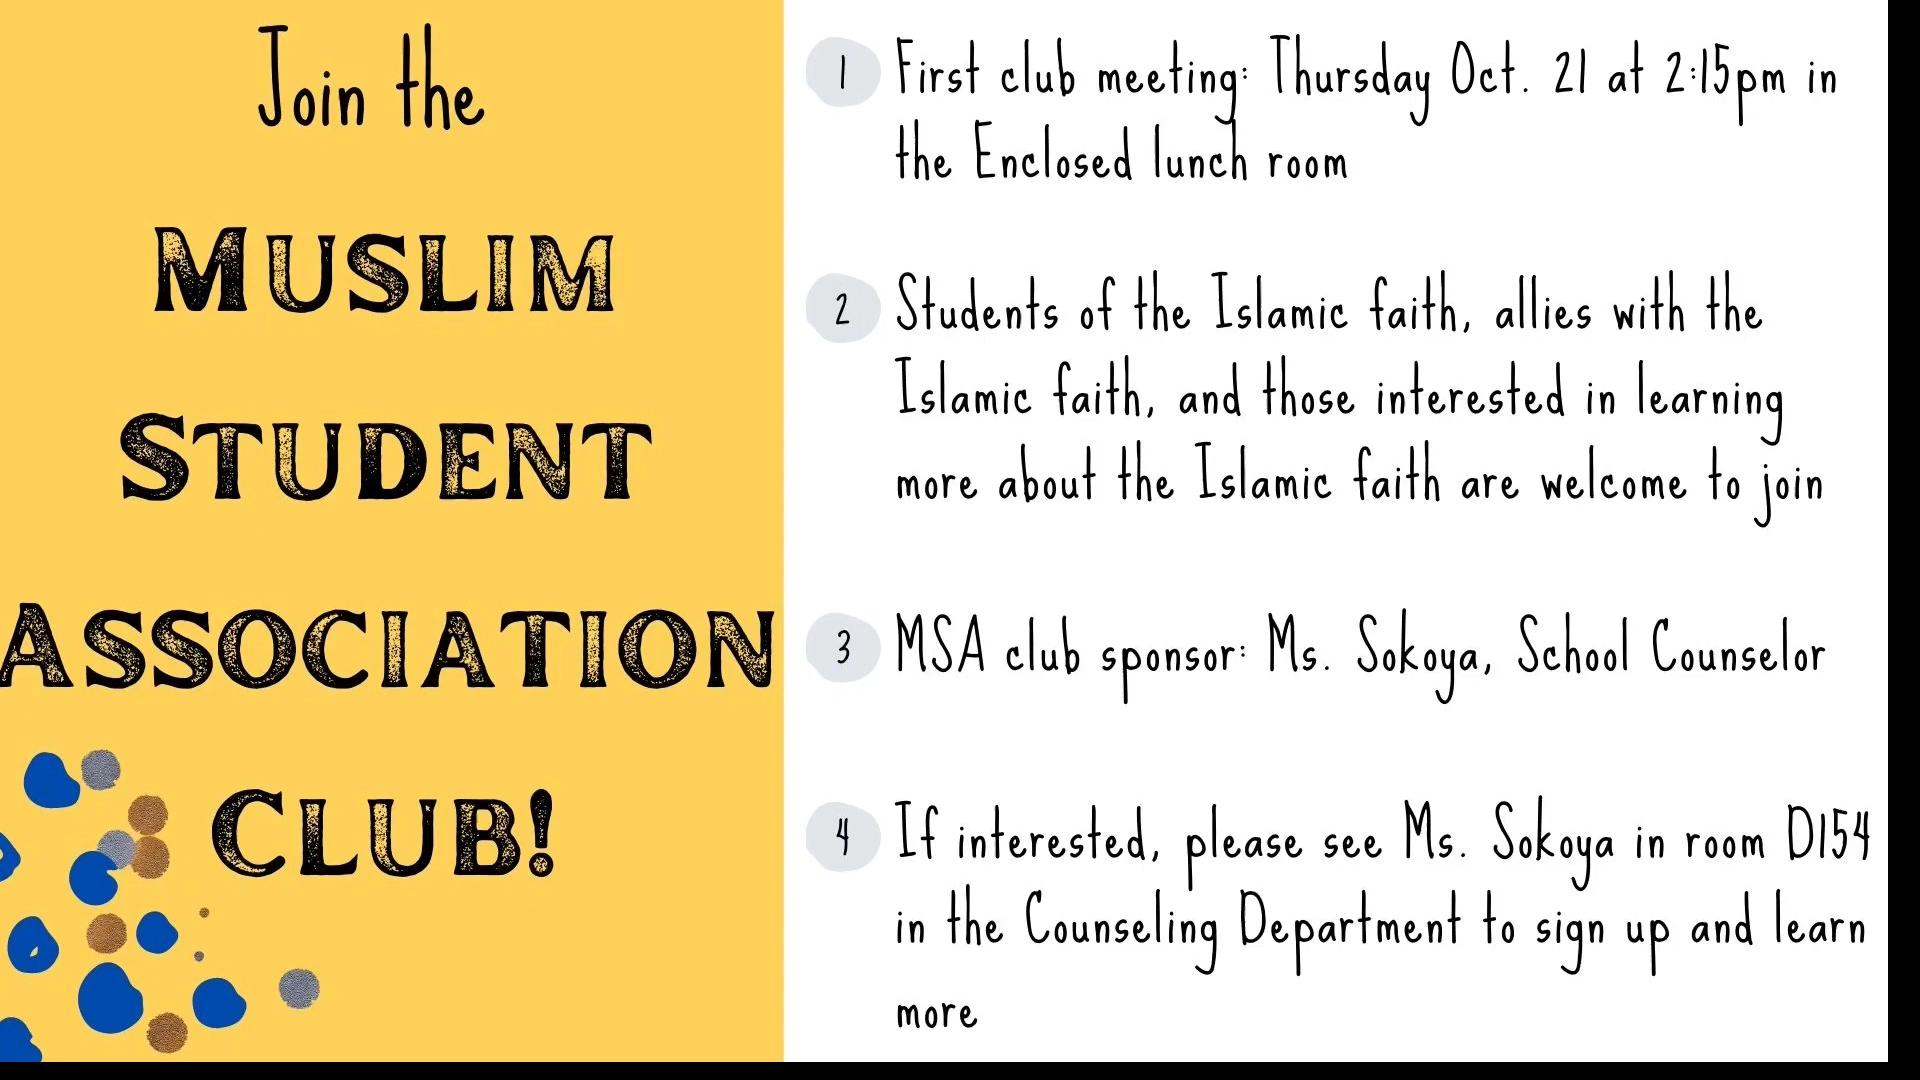 Join the
MUSLIM
STUDENT
ASSOCIATION
CLUB!
1 First club meeting: Thursday Oct. 21 at 2:15pm in
the Enclosed lunch room
2 Students of the Islamic faith, allies with the
Islamic faith, and those interested in learning
more about the Islamic faith are welcome to join
3 MSA club sponsor: Ms. Sokoya, School Counselor
4 If interested, please see Ms. Sokoya in room D154
in the Counseling Department to sign up and learn
more